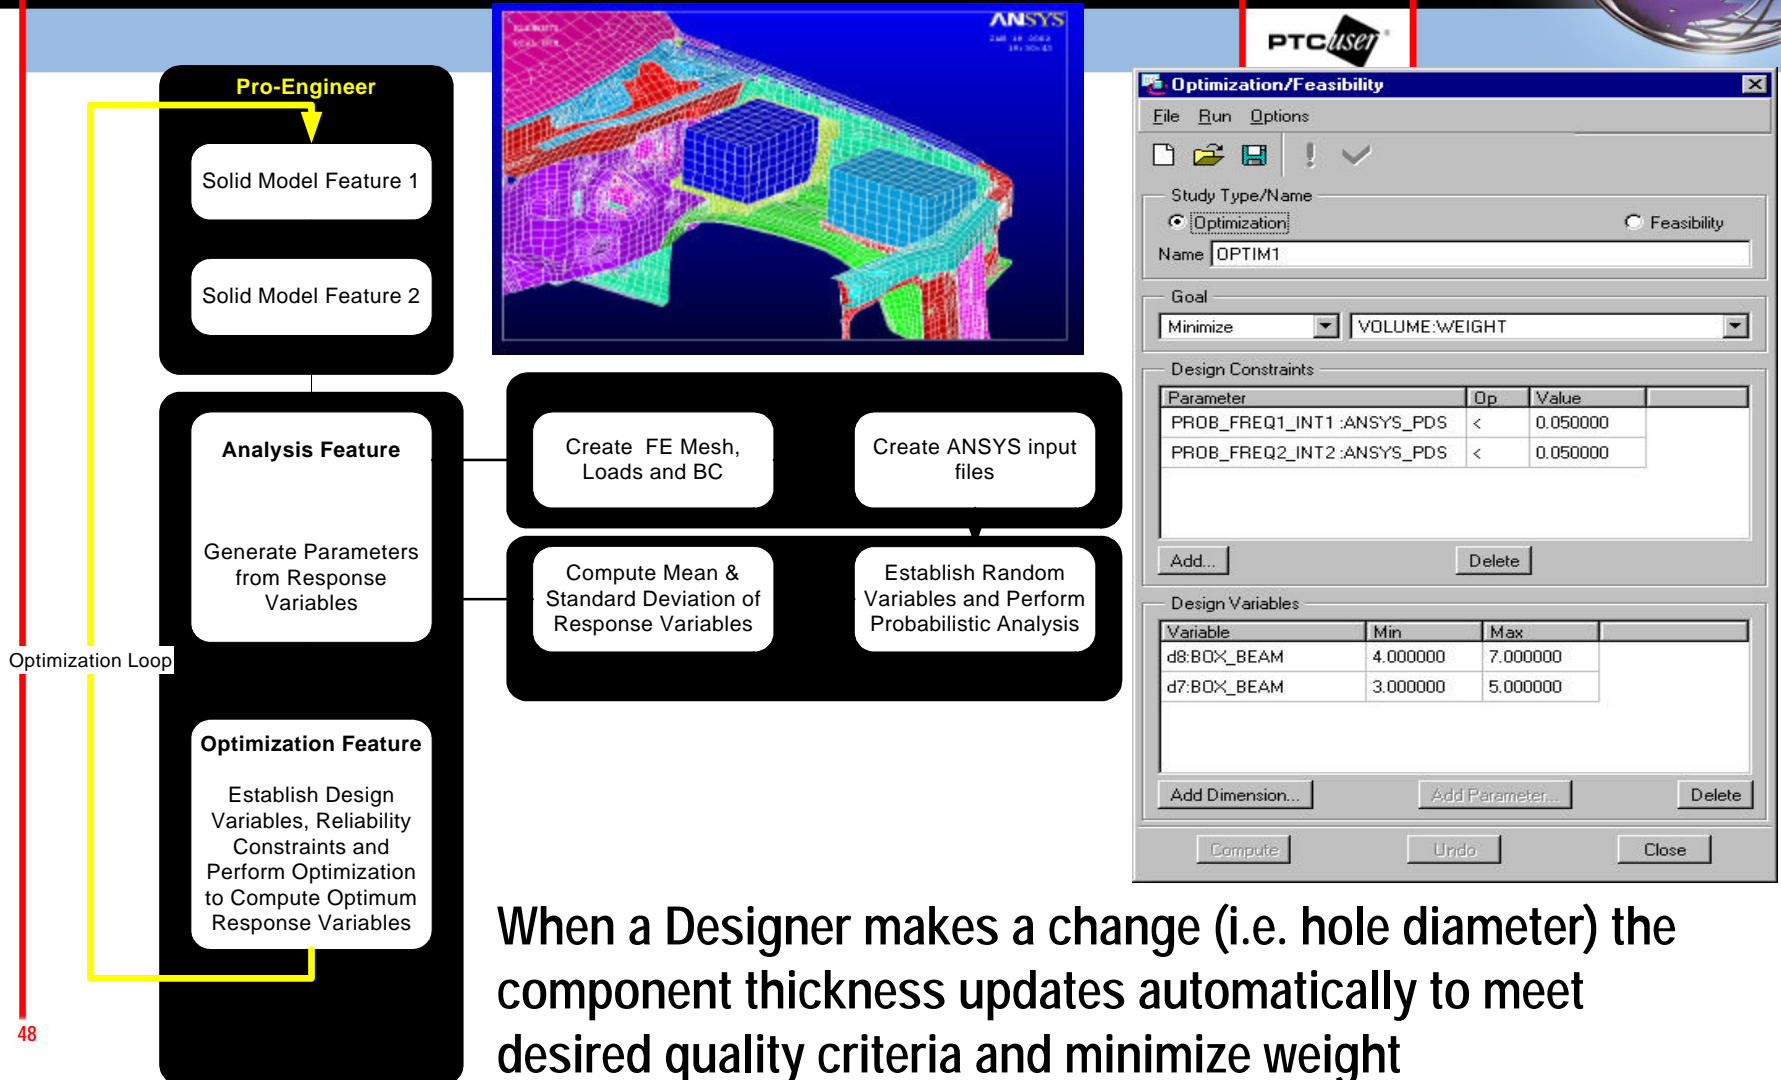 ANSYS
PTCuser
Pro-Engineer
Solid Model Feature 1
Solid Model Feature 2
Analysis Feature
Generate Parameters
from Response
Variables
Optimization Loop
Optimization Feature
Establish Design
Variables, Reliability
Constraints and
Perform Optimization
to Compute Optimum
Response Variables
Create FE Mesh,
Loads and BC
Create ANSYS input
files
Compute Mean &
Standard Deviation of
Response Variables
Establish Random
Variables and Perform
Probabilistic Analysis
Optimization/Feasibility
File Run Options
Study Type/Name
Optimization Feasibility
Name OPTIM1
Goal
Minimize VOLUME:WEIGHT
Design Constraints
Parameter Op Value
PROB_FREQ1_INT1:ANSYS_PDS < 0.050000
PROB_FREQ2_INT2:ANSYS_PDS < 0.050000
Add... Delete
Design Variables
Variable Min Max
d8:BOX_BEAM 4.000000 7.000000
d7:BOX_BEAM 3.000000 5.000000
Add Dimension... Add Parameter... Delete
Compute Undo Close
When a Designer makes a change (i.e. hole diameter) the
component thickness updates automatically to meet
desired quality criteria and minimize weight
48